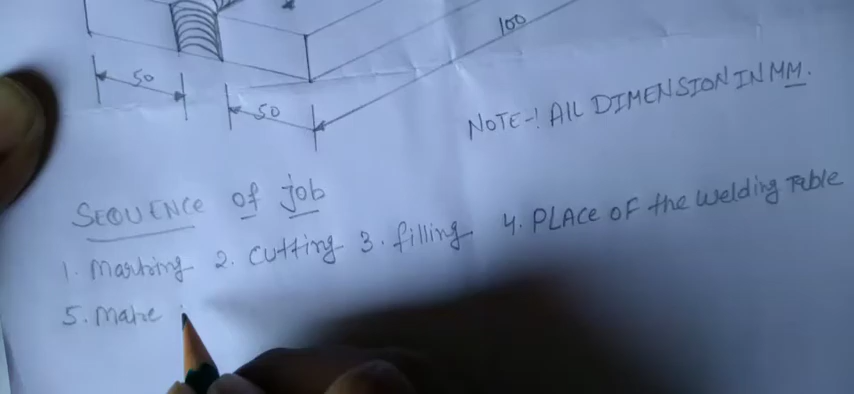 100
50
50
NOTE-! All DIMENSION IN MM.
SEQUENCE of job
1. Marking 2. Cutting 3. filling 4. PLACE OF the welding Table
5. Make